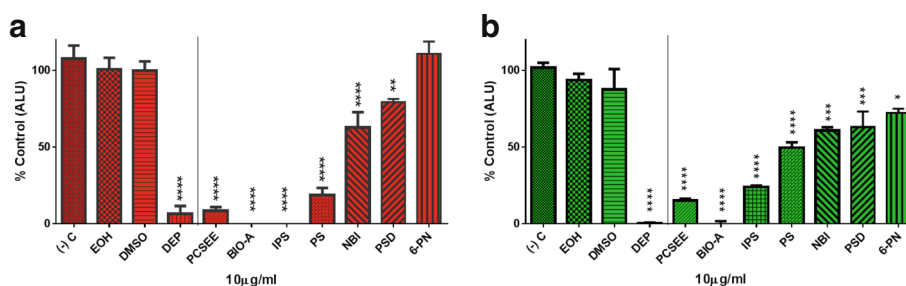 a
% Control (ALU)
100
50
0
****
****
****
****
****
****
**
(-) C
EOH
DMSO
DEP
PCSEE
BIO-A
IPS
PS
NBI
PSD
6-PN
10µg/ml
b
% Control (ALU)
100
50
0
****
****
****
****
****
***
***
*
(-) C
EOH
DMSO
DEP
PCSEE
BIO-A
IPS
PS
NBI
PSD
6-PN
10µg/ml